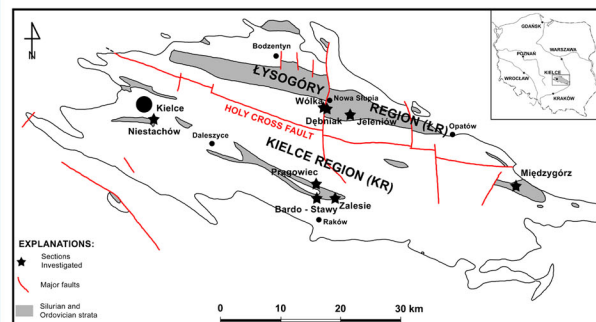 N
Bodzentyn
ŁYSOGÓRY
REGION (ŁR)
Wólka
Nowa Słupia
Dębniak
Jeleniów
Opatów
Kielce
Niestachów
HOLY CROSS FAULT
Daleszyce
KIELCE REGION (KR)
Pragowiec
Międzygórz
Bardo - Stawy
Zalesie
Raków
GDAŃSK
POZNAŃ
WARSZAWA
WROCŁAW
KIELCE
KRAKÓW
EXPLANATIONS:
Sections
Investigated
Major faults
Silurian and
Ordovician strata
0 10 20 30 km